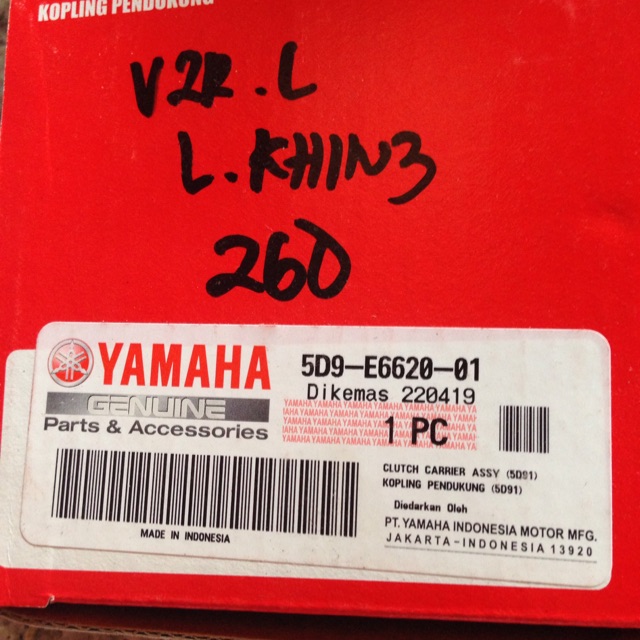 KOPLING PENDUKUNG
V2R.L
L.KHIN3
260
YAMAHA
GENUINE
Parts & Accessories
5D9-E6620-01
Dikemas 220419
1 PC
CLUTCH CARRIER ASSY (5D91)
KOPLING PENDUKUNG (5D91)
Diedarkan Oleh
PT. YAMAHA INDONESIA MOTOR MFG.
JAKARTA-INDONESIA 13920
MADE IN INDONESIA